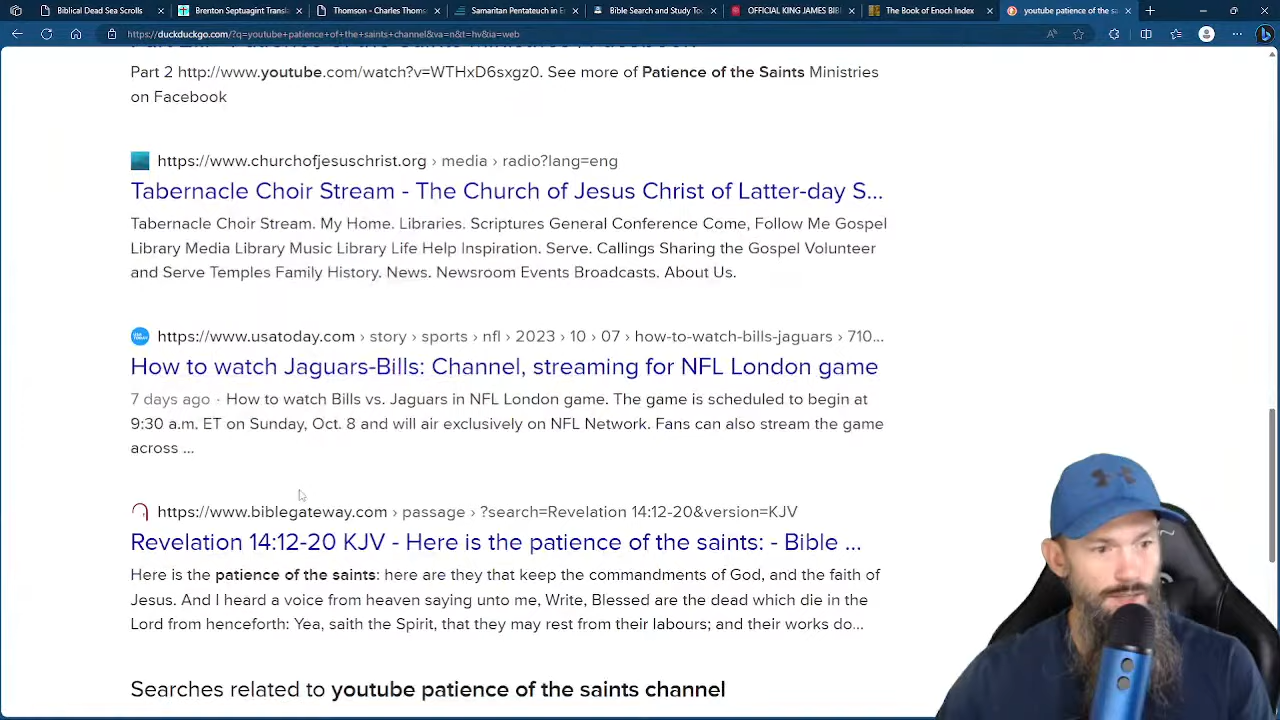 Biblical Dead Sea Scrolls
Brenton Septuagint Transl
Thomson - Charles Thomse
Samaritan Pentateuch in E
Bible Search and Study Too
OFFICIAL KING JAMES BIBL
The Book of Enoch Index
youtube patience of the sa
https://duckduckgo.com/?q=youtube+patience+of+the+saints+channel&va=n&t=hv&ia=web
Part 2 http://www.youtube.com/watch?v=WTHxD6sxgz0. See more of Patience of the Saints Ministries
on Facebook
https://www.churchofjesuschrist.org › media › radio?lang=eng
Tabernacle Choir Stream - The Church of Jesus Christ of Latter-day S...
Tabernacle Choir Stream. My Home. Libraries. Scriptures General Conference Come, Follow Me Gospel
Library Media Library Music Library Life Help Inspiration. Serve. Callings Sharing the Gospel Volunteer
and Serve Temples Family History. News. Newsroom Events Broadcasts. About Us.
https://www.usatoday.com › story › sports › nfl › 2023 › 10 › 07 › how-to-watch-bills-jaguars › 710...
How to watch Jaguars-Bills: Channel, streaming for NFL London game
7 days ago · How to watch Bills vs. Jaguars in NFL London game. The game is scheduled to begin at
9:30 a.m. ET on Sunday, Oct. 8 and will air exclusively on NFL Network. Fans can also stream the game
across ...
https://www.biblegateway.com › passage › ?search=Revelation 14:12-20&version=KJV
Revelation 14:12-20 KJV - Here is the patience of the saints: - Bible ...
Here is the patience of the saints: here are they that keep the commandments of God, and the faith of
Jesus. And I heard a voice from heaven saying unto me, Write, Blessed are the dead which die in the
Lord from henceforth: Yea, saith the Spirit, that they may rest from their labours; and their works do...
Searches related to youtube patience of the saints channel